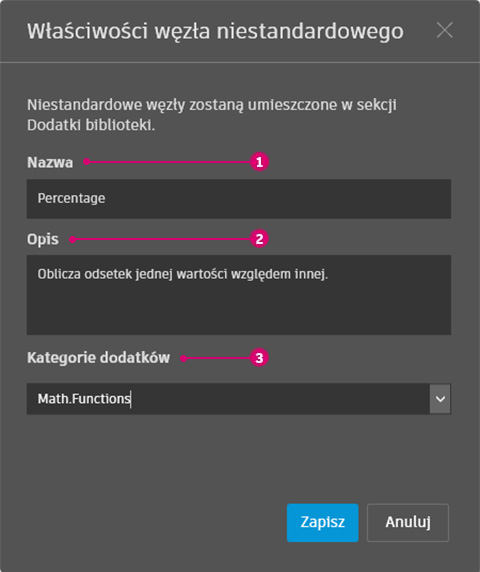 Właściwości węzła niestandardowego
Niestandardowe węzły zostaną umieszczone w sekcji
Dodatki biblioteki.
Nazwa 1
Percentage
Opis 2
Oblicza odsetek jednej wartości względem innej.
Kategorie dodatków 3
Math.Functions
Zapisz Anuluj